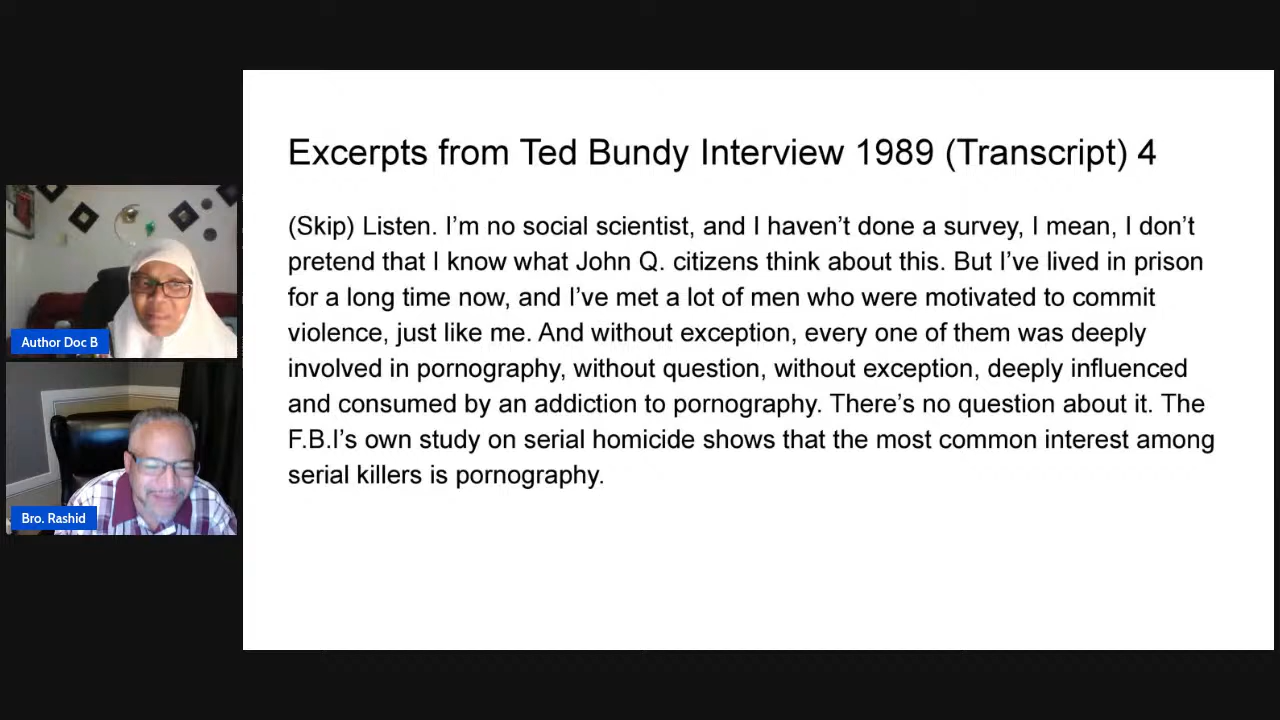 Excerpts from Ted Bundy Interview 1989 (Transcript) 4
(Skip) Listen. I’m no social scientist, and I haven’t done a survey, I mean, I don’t
pretend that I know what John Q. citizens think about this. But I’ve lived in prison
for a long time now, and I’ve met a lot of men who were motivated to commit
violence, just like me. And without exception, every one of them was deeply
involved in pornography, without question, without exception, deeply influenced
and consumed by an addiction to pornography. There’s no question about it. The
F.B.I’s own study on serial homicide shows that the most common interest among
serial killers is pornography.
Author Doc B
Bro. Rashid